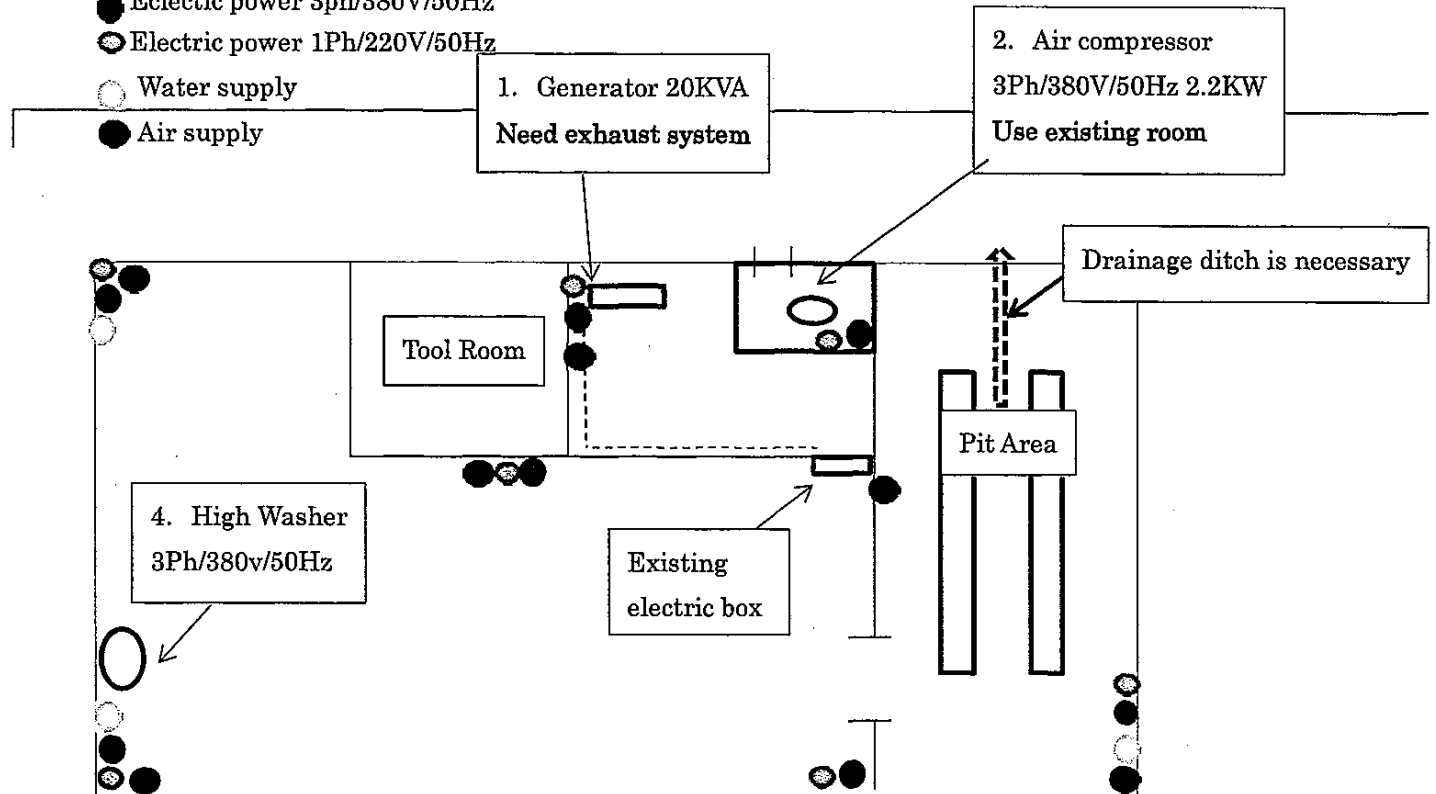 Eclectic power 3ph/380V/50Hz
Electric power 1Ph/220V/50Hz
Water supply
Air supply
1. Generator 20KVA
Need exhaust system
2. Air compressor
3Ph/380V/50Hz 2.2KW
Use existing room
Drainage ditch is necessary
Tool Room
Pit Area
4. High Washer
3Ph/380v/50Hz
Existing
electric box